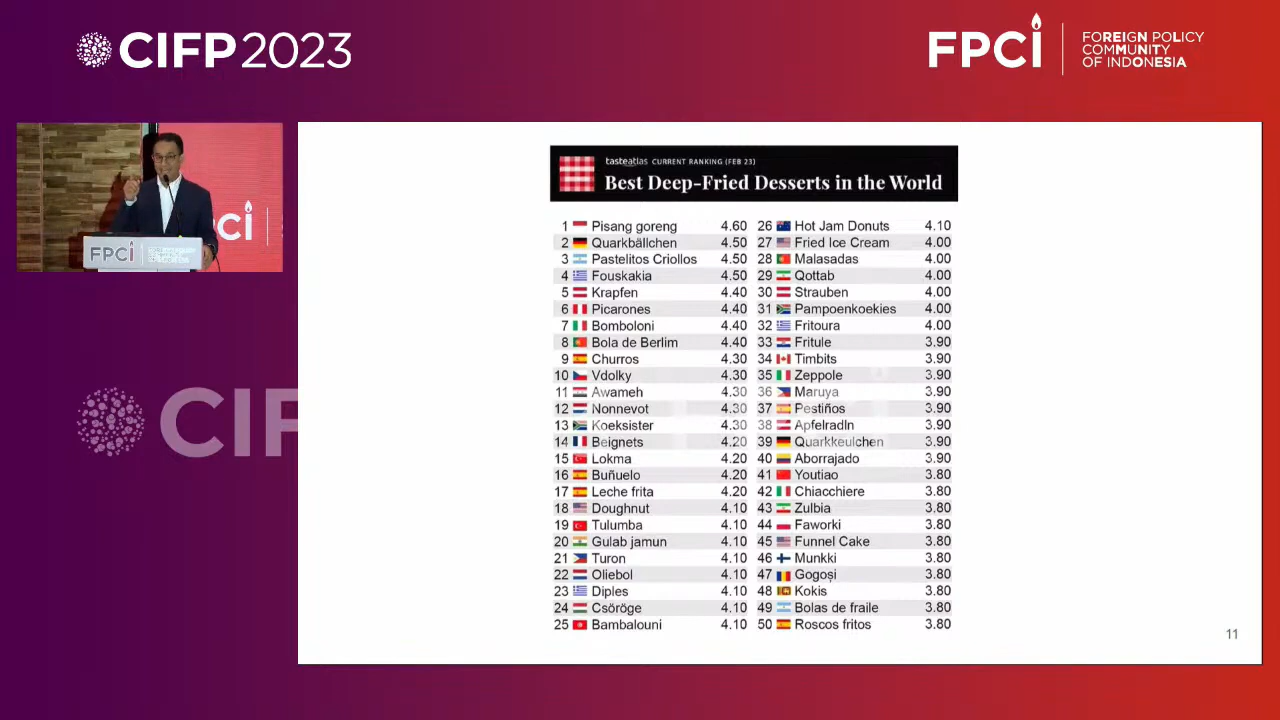 CIFP2023
FPCI
FOREIGN POLICY
COMMUNITY
OF INDONESIA
PCI
FPCI
CIFP
tasteatlas CURRENT RANKING (FEB 23)
Best Deep-Fried Desserts in the World
1 Pisang goreng 4.60
2 Quarkbällchen 4.50
3 Pastelitos Criollos 4.50
4 Fouskakia 4.50
5 Krapfen 4.40
6 Picarones 4.40
7 Bomboloni 4.40
8 Bola de Berlim 4.40
9 Churros 4.30
10 Vdolky 4.30
11 Awameh 4.30
12 Nonnevot 4.30
13 Koeksister 4.30
14 Beignets 4.20
15 Lokma 4.20
16 Buñuelo 4.20
17 Leche frita 4.20
18 Doughnut 4.10
19 Tulumba 4.10
20 Gulab jamun 4.10
21 Turon 4.10
22 Oliebol 4.10
23 Diples 4.10
24 Csöröge 4.10
25 Bambalouni 4.10
26 Hot Jam Donuts 4.10
27 Fried Ice Cream 4.00
28 Malasadas 4.00
29 Qottab 4.00
30 Strauben 4.00
31 Pampoenkoekies 4.00
32 Fritoura 4.00
33 Fritule 3.90
34 Timbits 3.90
35 Zeppole 3.90
36 Maruya 3.90
37 Pestiños 3.90
38 Apfelradln 3.90
39 Quarkkeulchen 3.90
40 Aborrajado 3.90
41 Youtiao 3.80
42 Chiacchiere 3.80
43 Zulbia 3.80
44 Faworki 3.80
45 Funnel Cake 3.80
46 Munkki 3.80
47 Gogoși 3.80
48 Kokis 3.80
49 Bolas de fraile 3.80
50 Roscos fritos 3.80
11